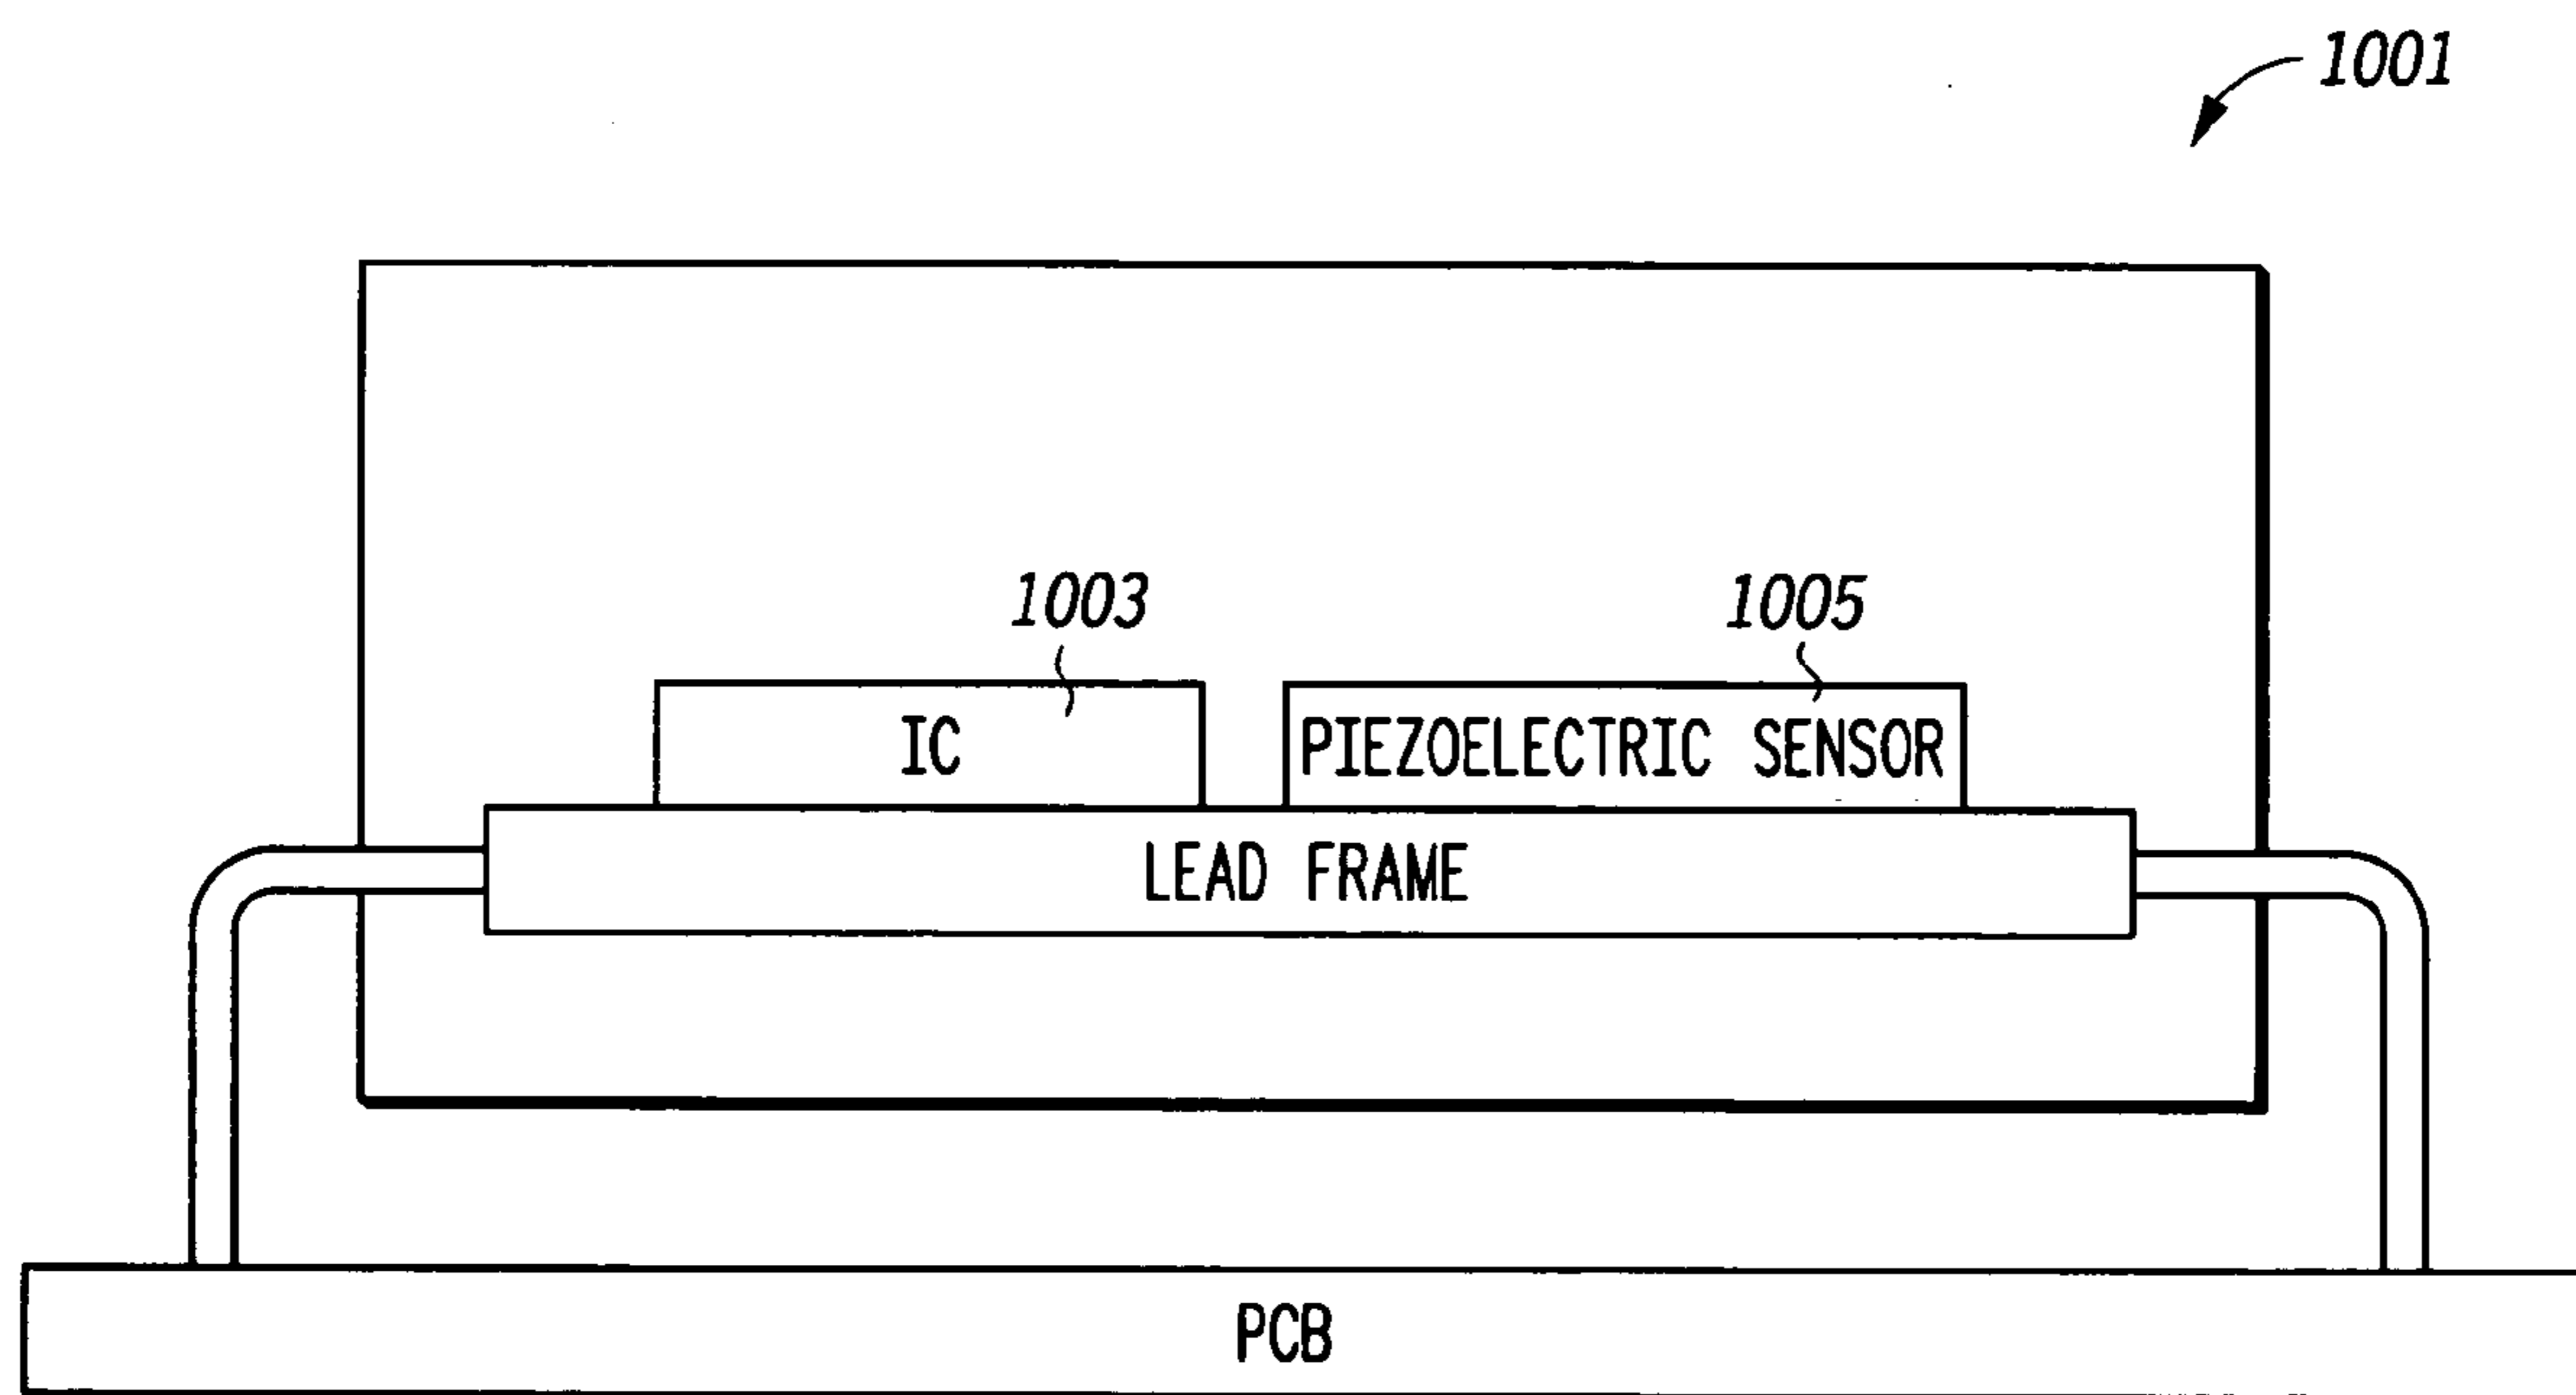 1001
1003
1005
IC
PIEZOELECTRIC SENSOR
LEAD FRAME
PCB